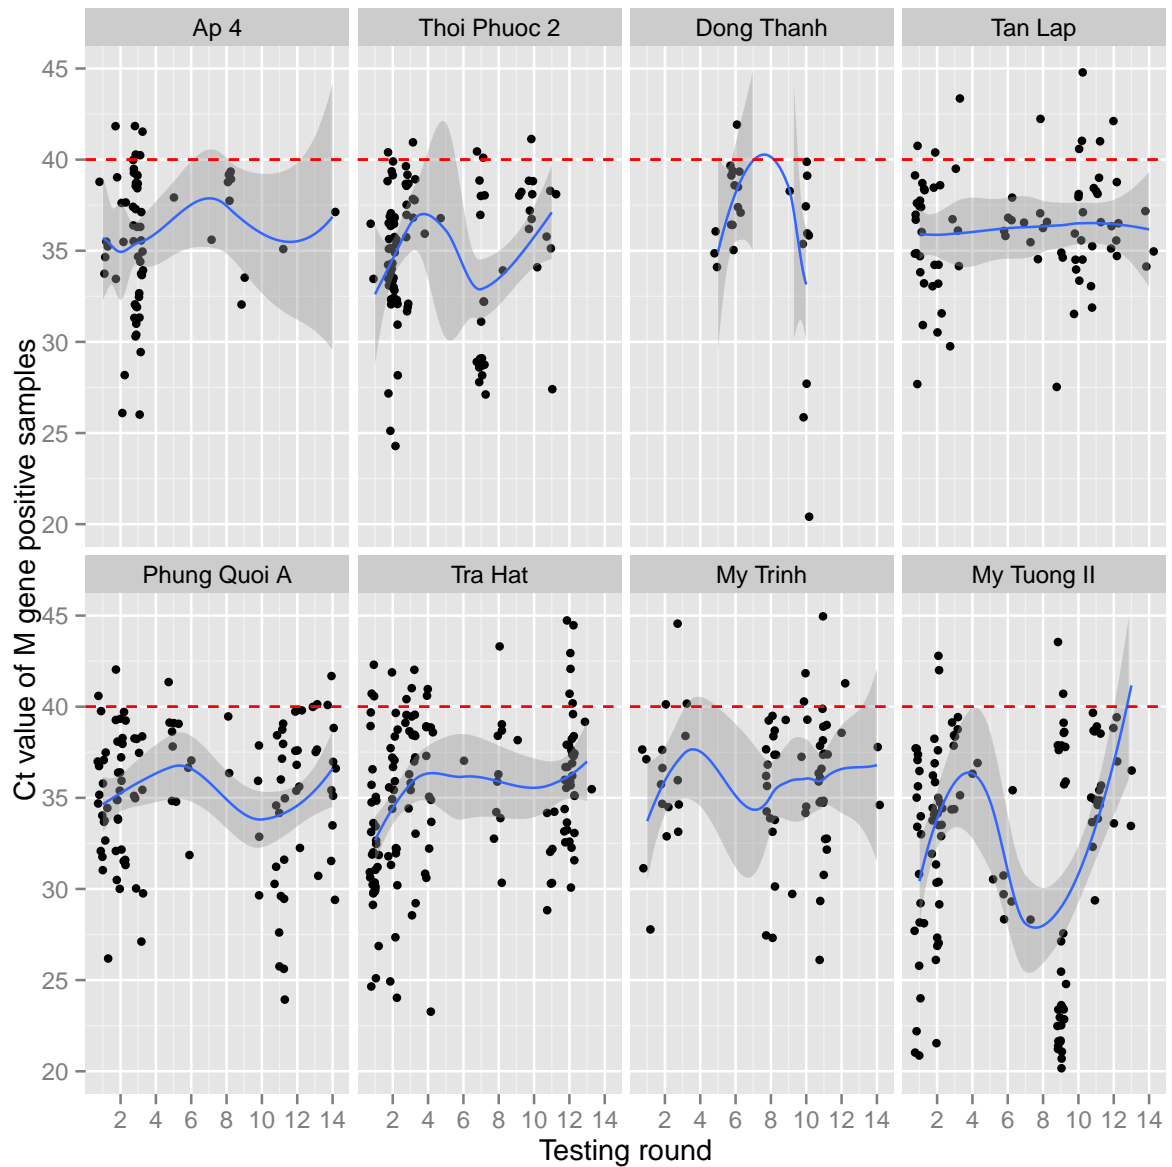 Ap 4 Thoi Phuoc 2 Dong Thanh Tan Lap
45
40
35
30
25
20
Ct value of M gene positive samples
Phung Quoi A Tra Hat My Trinh My Tuong II
45
40
35
30
25
20
2 4 6 8 10 12 14 2 4 6 8 10 12 14 2 4 6 8 10 12 14 2 4 6 8 10 12 14
Testing round